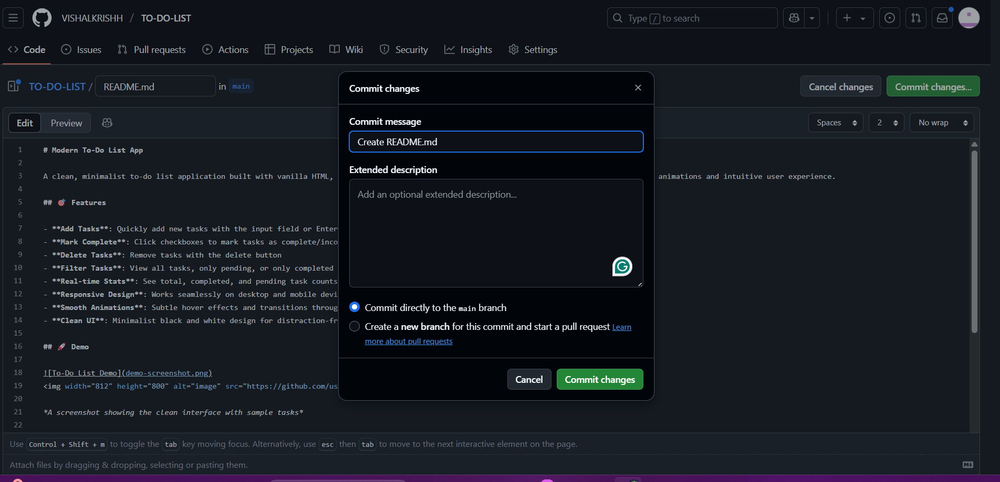 VISHALKRISHH / TO-DO-LIST
Type / to search
Code Issues Pull requests Actions Projects Wiki Security Insights Settings
TO-DO-LIST / README.md in main
Cancel changes Commit changes...
Edit Preview
Spaces 2 No wrap
1 # Modern To-Do List App
2
3 A clean, minimalist to-do list application built with vanilla HTML, animations and intuitive user experience.
4
5 ## 🎯 Features
6
7 - **Add Tasks**: Quickly add new tasks with the input field or Enter
8 - **Mark Complete**: Click checkboxes to mark tasks as complete/inco
9 - **Delete Tasks**: Remove tasks with the delete button
10 - **Filter Tasks**: View all tasks, only pending, or only completed
11 - **Real-time Stats**: See total, completed, and pending task counts
12 - **Responsive Design**: Works seamlessly on desktop and mobile devi
13 - **Smooth Animations**: Subtle hover effects and transitions throug
14 - **Clean UI**: Minimalist black and white design for distraction-fr
15
16 ## 🚀 Demo
17
18 ![To-Do List Demo](demo-screenshot.png)
19 <img width="812" height="800" alt="image" src="https://github.com/us
20
21 *A screenshot showing the clean interface with sample tasks*
22
Commit changes
Commit message
Create README.md
Extended description
Add an optional extended description...
G
Commit directly to the main branch
Create a new branch for this commit and start a pull request Learn
more about pull requests
Cancel Commit changes
Use Control + Shift + m to toggle the tab key moving focus. Alternatively, use esc then tab to move to the next interactive element on the page.
Attach files by dragging & dropping, selecting or pasting them.
M↓